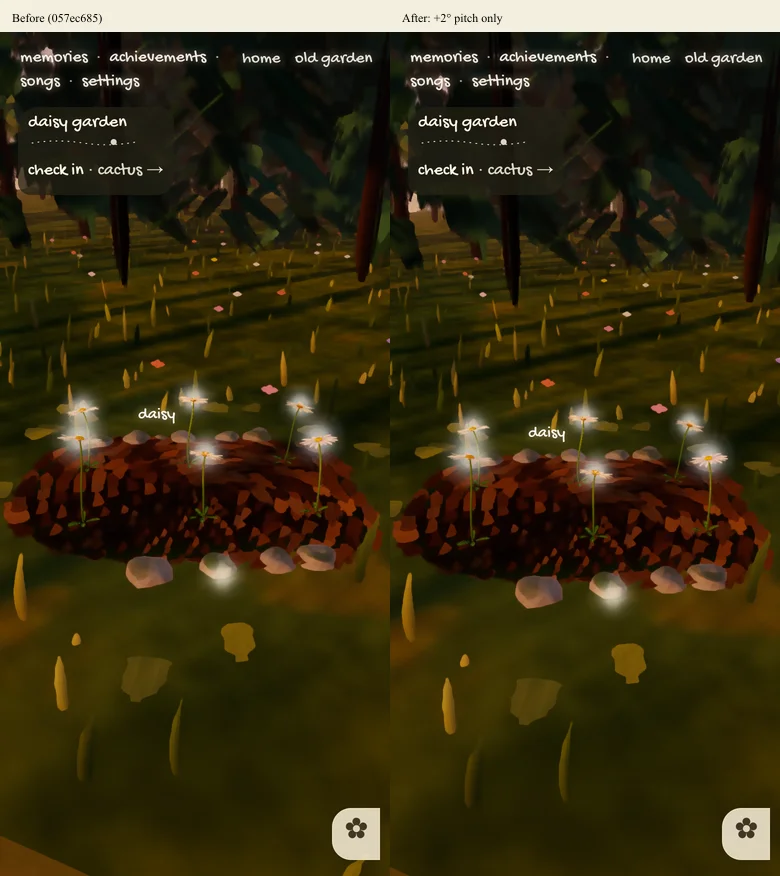 Before (057ec685)
memories · achievements · home old garden
songs · settings
daisy garden
check in · cactus →
daisy
After: +2° pitch only
memories · achievements · home old garden
songs · settings
daisy garden
check in · cactus →
daisy